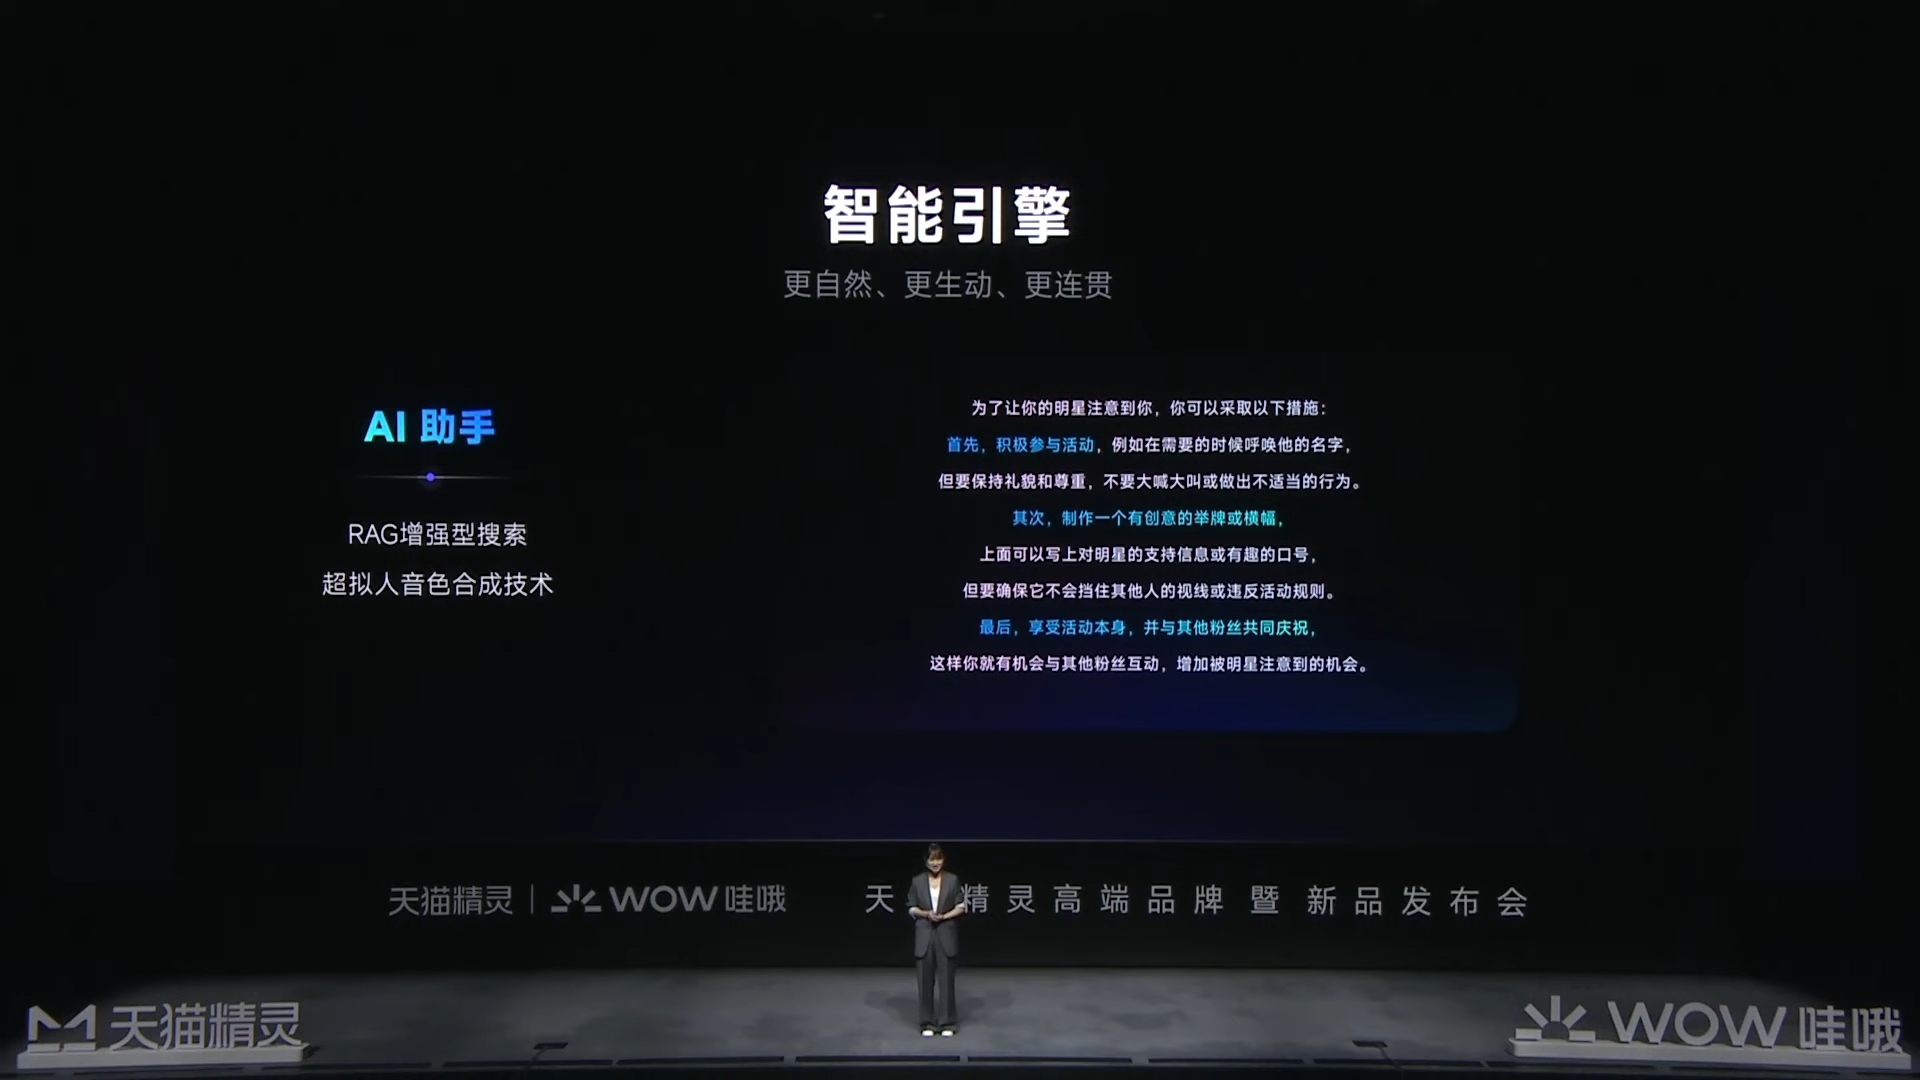 智能引擎
更自然、更生动、更连贯
AI 助手
RAG增强型搜索
超拟人音色合成技术
为了让你的明星注意到你，你可以采取以下措施：
首先，积极参与活动，例如在需要的时候呼唤他的名字，
但要保持礼貌和尊重，不要大喊大叫或做出不适当的行为。
其次，制作一个有创意的举牌或横幅，
上面可以写上对明星的支持信息或有趣的口号，
但要确保它不会挡住其他人的视线或违反活动规则。
最后，享受活动本身，并与其他粉丝共同庆祝，
这样你就有机会与其他粉丝互动，增加被明星注意到的机会。
天猫精灵 | WOW哇哦 天 精灵高端品牌暨新品发布会
天猫精灵
WOW哇哦